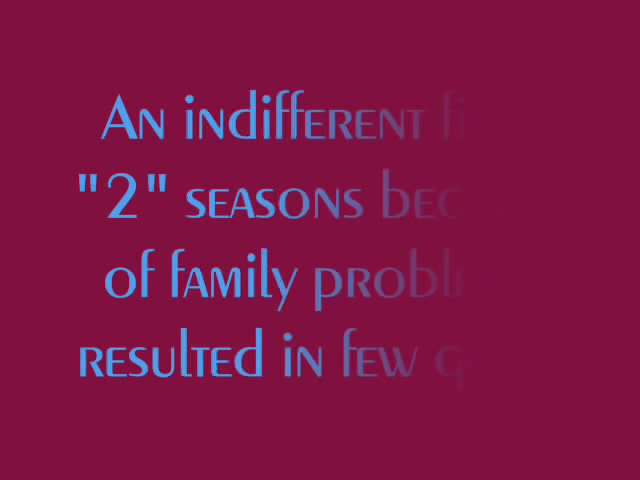 An indifferent
"2" seasons
of family
resulted in few